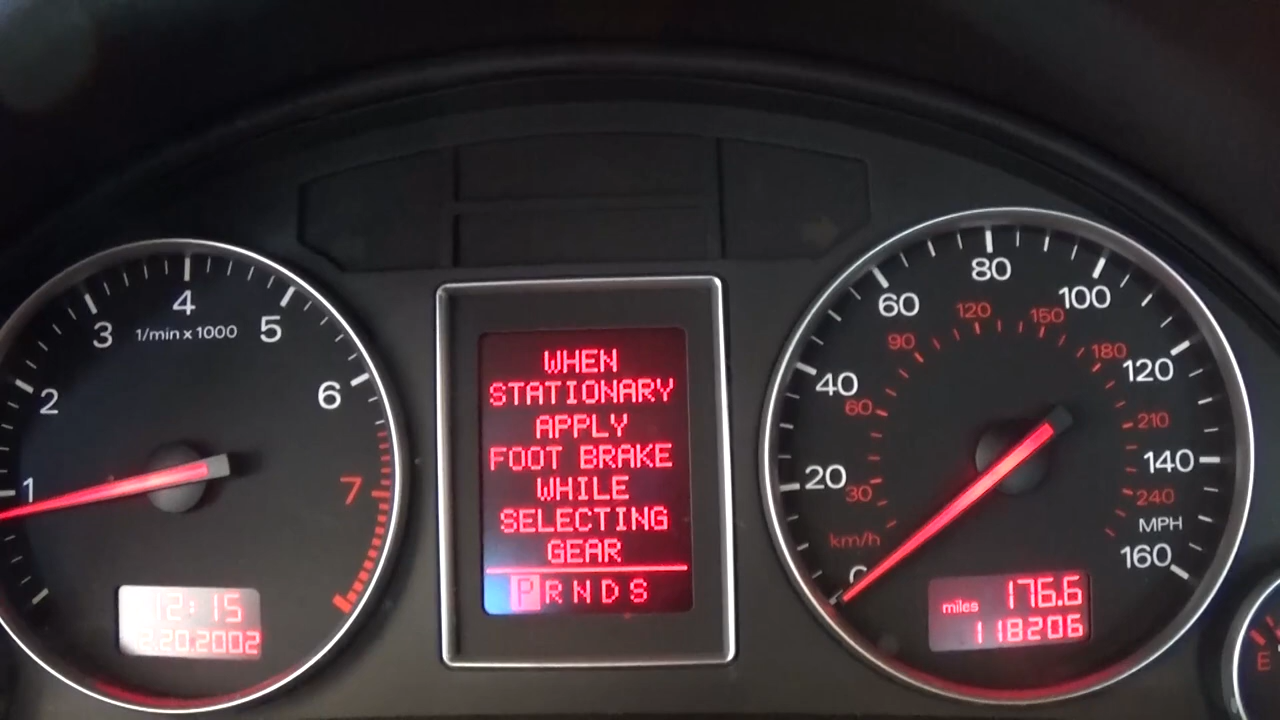 1
2
3
4
5
6
7
1/min x 1000
12:15
2.20.2002
WHEN
STATIONARY
APPLY
FOOT BRAKE
WHILE
SELECTING
GEAR
P R N D S
0
20
40
60
80
100
120
140
160
MPH
30
60
90
120
150
180
210
240
km/h
176.6
miles
118206
E